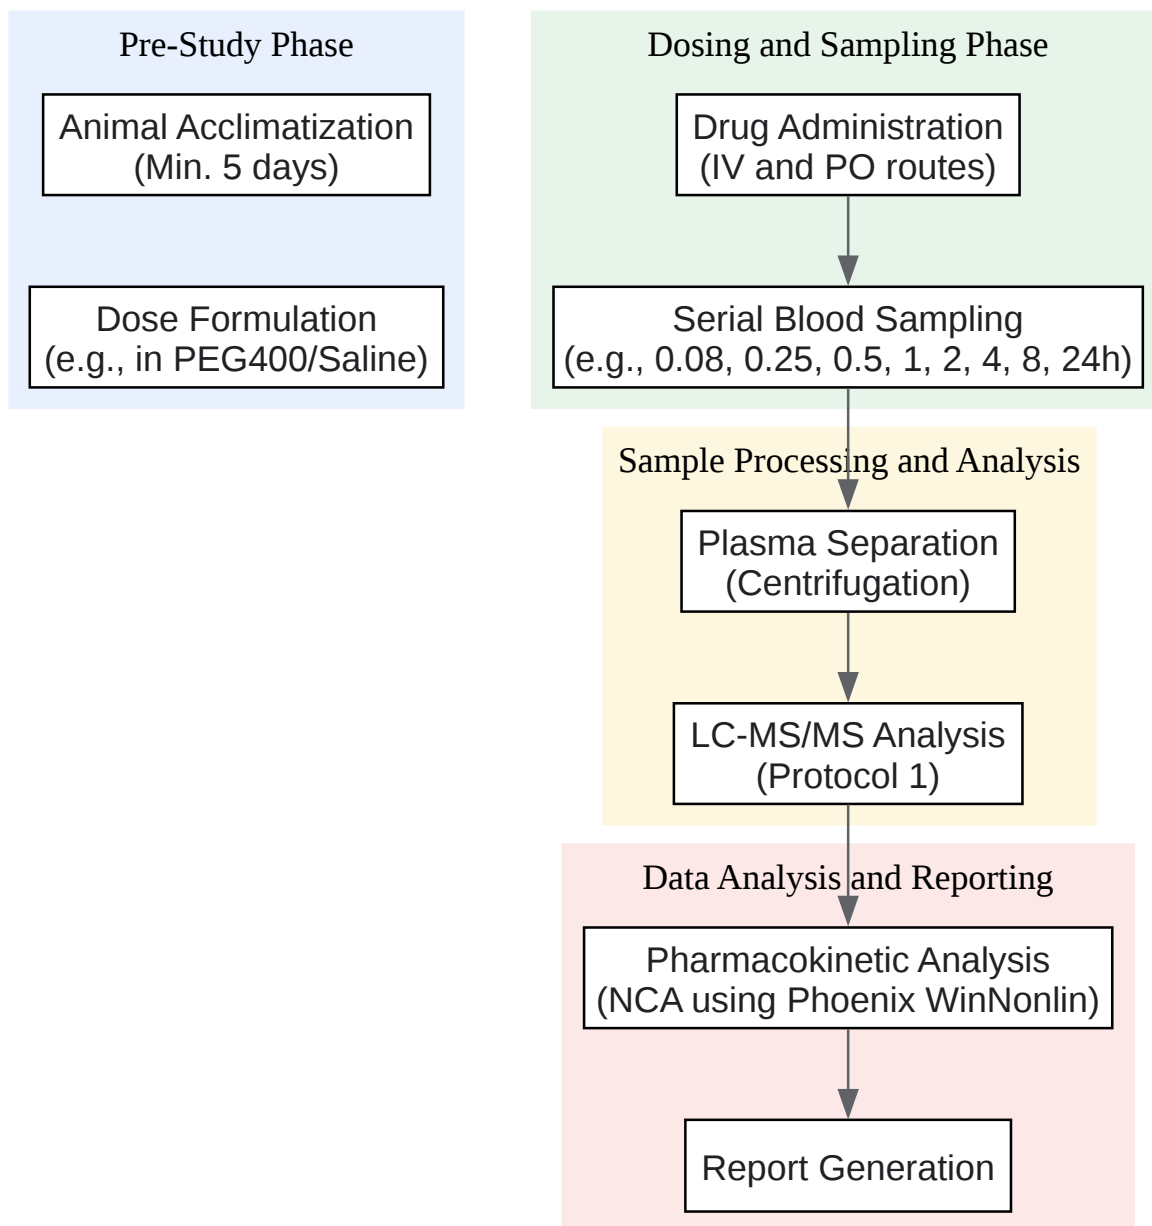 Pre-Study Phase
Animal Acclimatization
(Min. 5 days)
Dose Formulation
(e.g., in PEG400/Saline)
Dosing and Sampling Phase
Drug Administration
(IV and PO routes)
Serial Blood Sampling
(e.g., 0.08, 0.25, 0.5, 1, 2, 4, 8, 24h)
Sample Processing and Analysis
Plasma Separation
(Centrifugation)
LC-MS/MS Analysis
(Protocol 1)
Data Analysis and Reporting
Pharmacokinetic Analysis
(NCA using Phoenix WinNonlin)
Report Generation